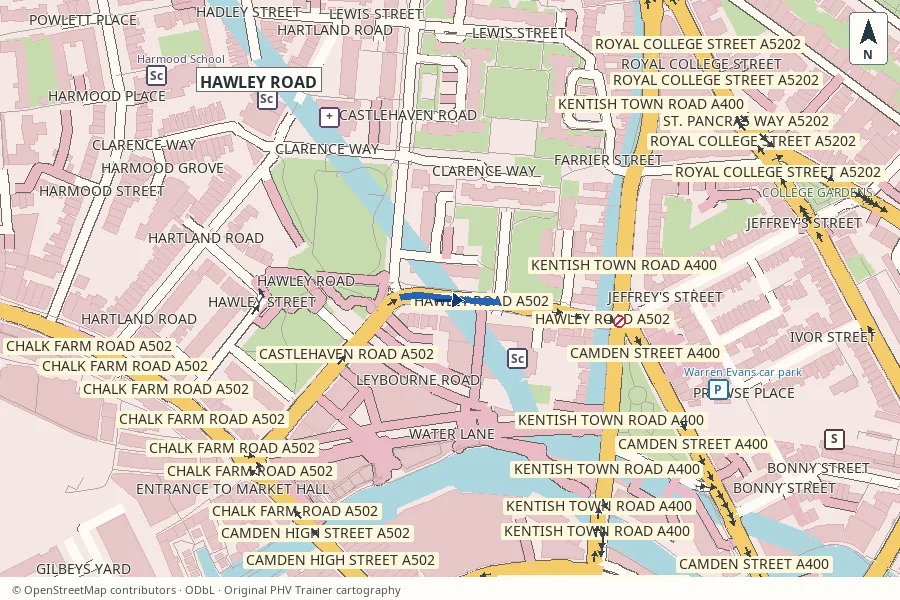 HADLEY STREET
LEWIS STREET
POWLETT PLACE
HARTLAND ROAD
LEWIS STREET
ROYAL COLLEGE STREET A5202
N
Harmood School
Sc
ROYAL COLLEGE STREET
HAWLEY ROAD
ROYAL COLLEGE STREET A5202
HARMOOD PLACE
Sc
KENTISH TOWN ROAD A400
+
CASTLEHAVEN ROAD
ST. PANCRAS WAY A5202
CLARENCE WAY
CLARENCE WAY
ROYAL COLLEGE STREET A5202
FARRIER STREET
HARMOOD GROVE
CLARENCE WAY
ROYAL COLLEGE STREET A5202
HARMOOD STREET
COLLEGE GARDENS
JEFFREY'S STREET
HARTLAND ROAD
KENTISH TOWN ROAD A400
HAWLEY ROAD
HAWLEY STREET
HAWLEY ROAD A502
JEFFREY'S STREET
HARTLAND ROAD
HAWLEY ROAD A502
IVOR STREET
CHALK FARM ROAD A502
CASTLEHAVEN ROAD A502
Sc
CAMDEN STREET A400
CHALK FARM ROAD A502
Warren Evans car park
LEYBOURNE ROAD
CHALK FARM ROAD A502
P
PROWSE PLACE
CHALK FARM ROAD A502
KENTISH TOWN ROAD A400
WATER LANE
S
CHALK FARM ROAD A502
CAMDEN STREET A400
CHALK FARM ROAD A502
KENTISH TOWN ROAD A400
BONNY STREET
ENTRANCE TO MARKET HALL
BONNY STREET
CHALK FARM ROAD A502
KENTISH TOWN ROAD A400
CAMDEN HIGH STREET A502
KENTISH TOWN ROAD A400
CAMDEN HIGH STREET A502
CAMDEN STREET A400
GILBEYS YARD
© OpenStreetMap contributors · ODbL · Original PHV Trainer cartography